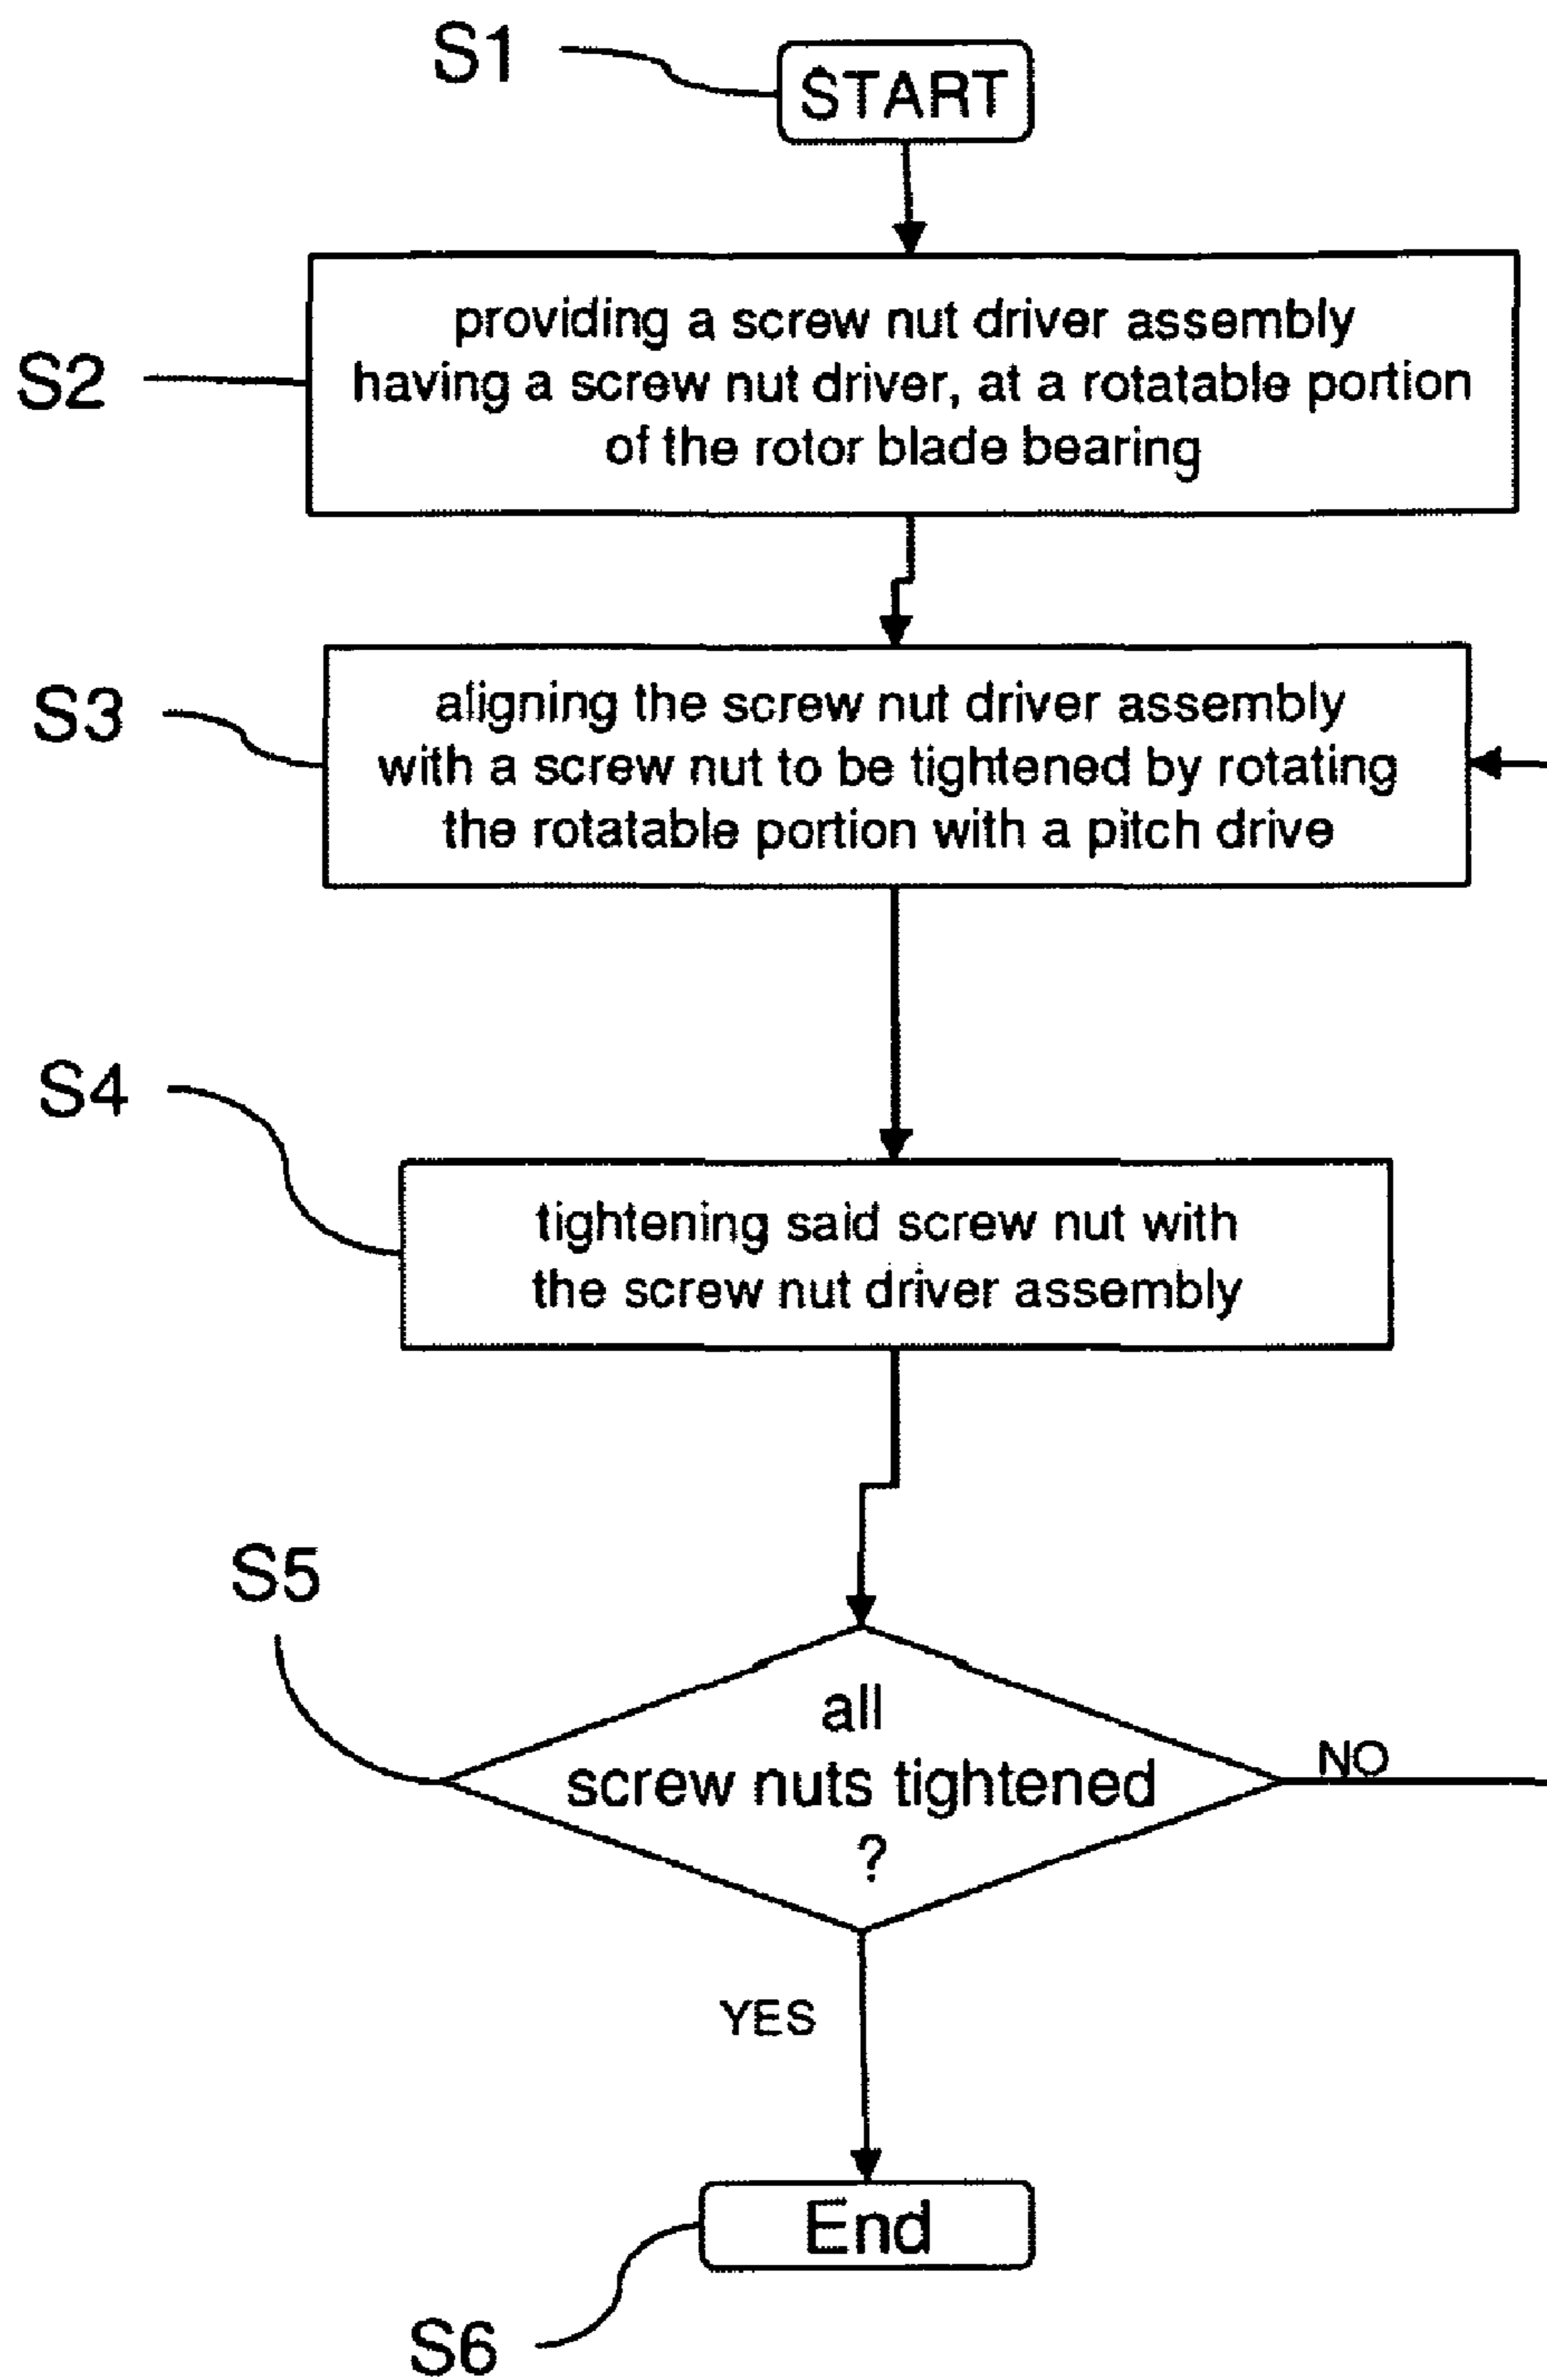 S1
START
S2
providing a screw nut driver assembly
having a screw nut driver, at a rotatable portion
of the rotor blade bearing
S3
aligning the screw nut driver assembly
with a screw nut to be tightened by rotating
the rotatable portion with a pitch drive
S4
tightening said screw nut with
the screw nut driver assembly
S5
all
screw nuts tightened
?
NO
YES
End
S6